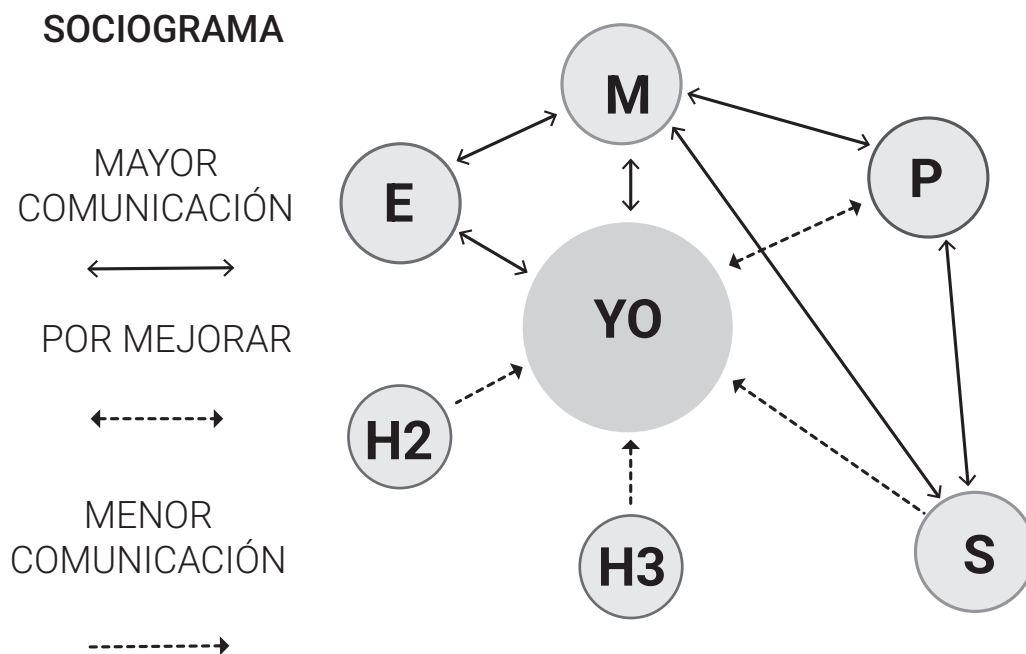 SOCIOGRAMA
MAYOR
COMUNICACIÓN
POR MEJORAR
MENOR
COMUNICACIÓN
M
E
P
YO
H2
H3
S